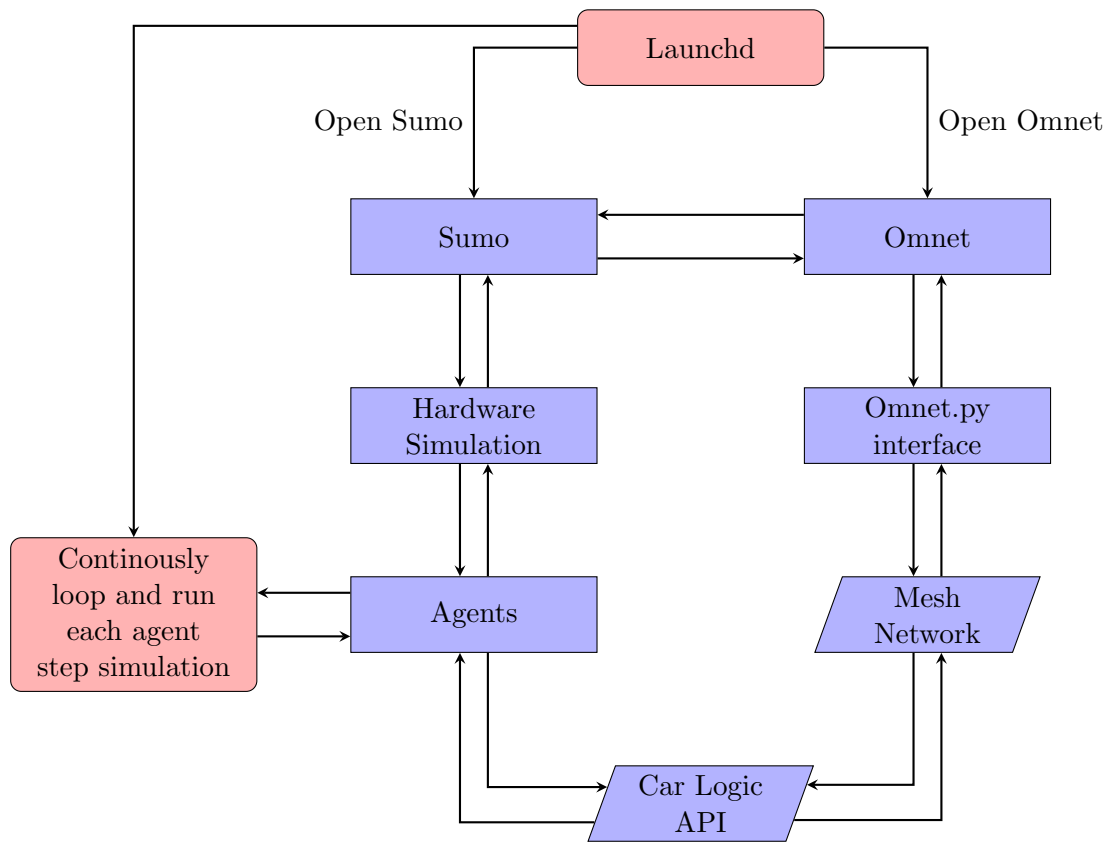 Launchd
Open Sumo
Open Omnet
Sumo
Omnet
Hardware
Simulation
Omnet.py
interface
Continously
loop and run
each agent
step simulation
Agents
Mesh
Network
Car Logic
API